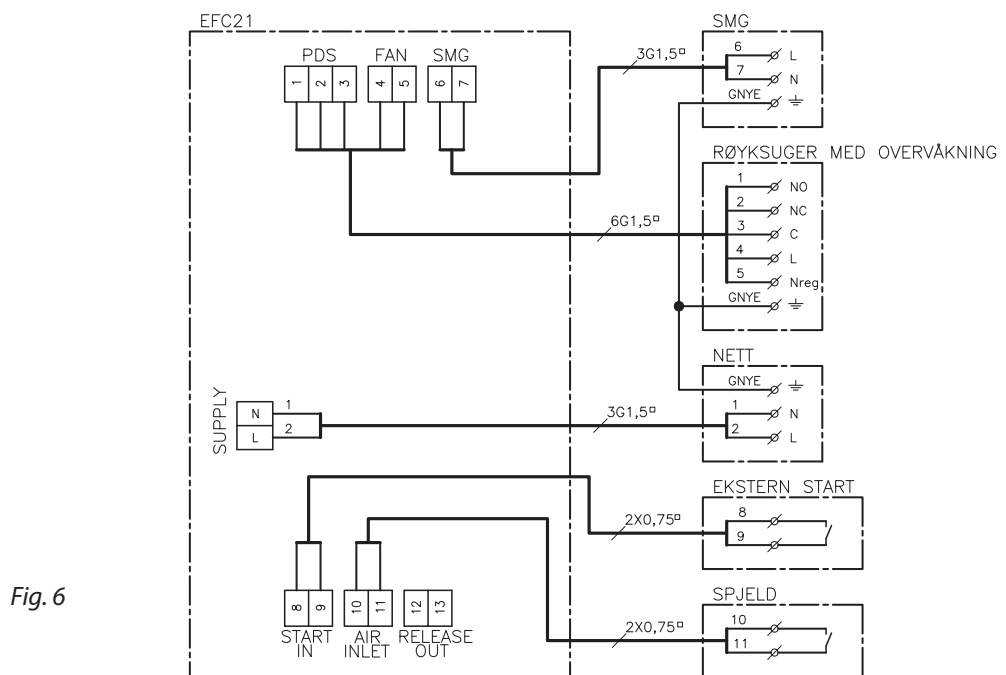 EFC21
PDS FAN SMG
1 2 3 4 5 6 7
3G1,5▫
SMG
6 L
7 N
GNYE
RØYKSUGER MED OVERVÅKNING
1 NO
2 NC
6G1,5▫
3 C
4 L
5 Nreg
GNYE
NETT
GNYE
SUPPLY
N 1
L 2
3G1,5▫
1 N
2 L
EKSTERN START
2X0,75▫
8
9
Fig. 6
8 9 10 11 12 13
START IN
AIR INLET
RELEASE OUT
SPJELD
2X0,75▫
10
11